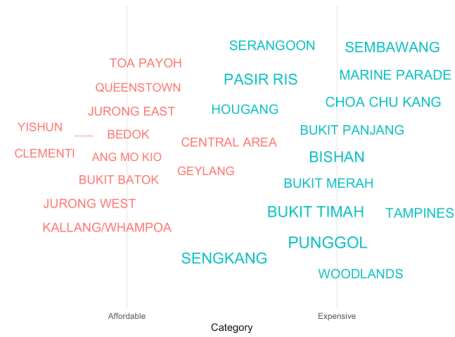 SERANGOON
SEMBAWANG
TOA PAYOH
PASIR RIS
MARINE PARADE
QUEENSTOWN
JURONG EAST
HOUGANG
CHOA CHU KANG
YISHUN
BEDOK
CENTRAL AREA
BUKIT PANJANG
CLEMENTI
ANG MO KIO
BISHAN
GEYLANG
BUKIT BATOK
BUKIT MERAH
JURONG WEST
BUKIT TIMAH
TAMPINES
KALLANG/WHAMPOA
PUNGGOL
SENGKANG
WOODLANDS
Affordable
Expensive
Category